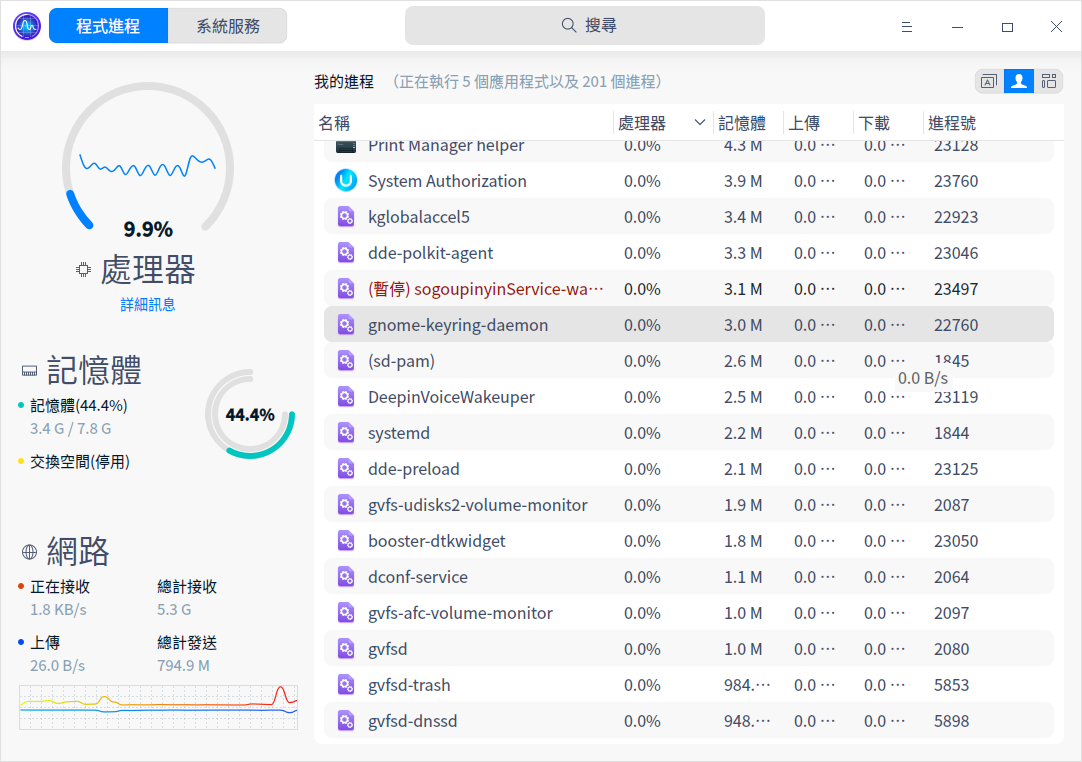 程式進程 系統服務 搜尋
9.9%
處理器
詳細訊息
記憶體
記憶體(44.4%)
3.4 G / 7.8 G
交換空間(停用)
44.4%
網路
正在接收 總計接收
1.8 KB/s 5.3 G
上傳 總計發送
26.0 B/s 794.9 M
我的進程 （正在執行 5 個應用程式以及 201 個進程）
名稱 處理器 記憶體 上傳 下載 進程號
Print Manager helper 0.0% 4.3 M 0.0 ⋯ 0.0 ⋯ 23128
System Authorization 0.0% 3.9 M 0.0 ⋯ 0.0 ⋯ 23760
kglobalaccel5 0.0% 3.4 M 0.0 ⋯ 0.0 ⋯ 22923
dde-polkit-agent 0.0% 3.3 M 0.0 ⋯ 0.0 ⋯ 23046
(暫停) sogoupinyinService-wa⋯ 0.0% 3.1 M 0.0 ⋯ 0.0 ⋯ 23497
gnome-keyring-daemon 0.0% 3.0 M 0.0 ⋯ 0.0 ⋯ 22760
(sd-pam) 0.0% 2.6 M 0.0 ⋯ 0.0 ⋯ 1845
0.0 B/s
DeepinVoiceWakeuper 0.0% 2.5 M 0.0 ⋯ 0.0 ⋯ 23119
systemd 0.0% 2.2 M 0.0 ⋯ 0.0 ⋯ 1844
dde-preload 0.0% 2.1 M 0.0 ⋯ 0.0 ⋯ 23125
gvfs-udisks2-volume-monitor 0.0% 1.9 M 0.0 ⋯ 0.0 ⋯ 2087
booster-dtkwidget 0.0% 1.8 M 0.0 ⋯ 0.0 ⋯ 23050
dconf-service 0.0% 1.1 M 0.0 ⋯ 0.0 ⋯ 2064
gvfs-afc-volume-monitor 0.0% 1.0 M 0.0 ⋯ 0.0 ⋯ 2097
gvfsd 0.0% 1.0 M 0.0 ⋯ 0.0 ⋯ 2080
gvfsd-trash 0.0% 984.⋯ 0.0 ⋯ 0.0 ⋯ 5853
gvfsd-dnssd 0.0% 948.⋯ 0.0 ⋯ 0.0 ⋯ 5898